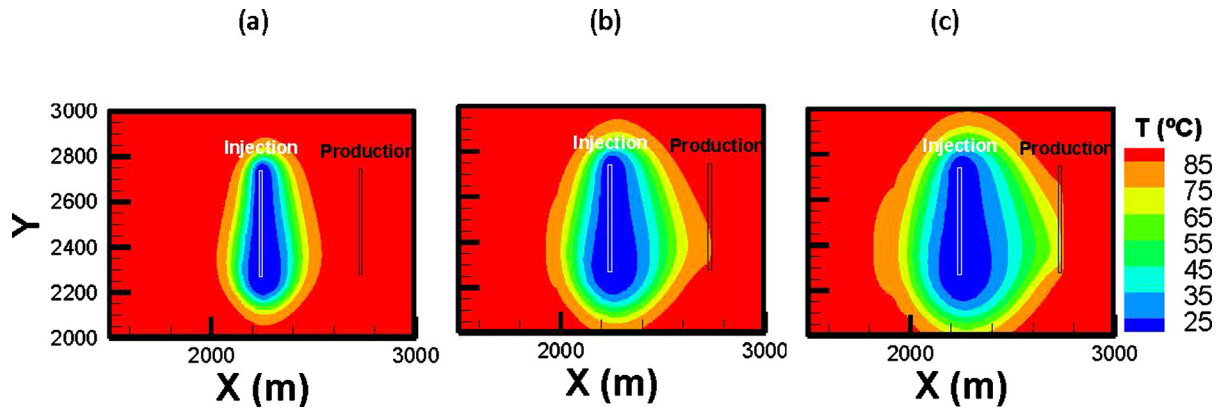 (a) (b) (c)
3000
2800
2600
2400
2200
2000
Y
Injection Production
Injection Production
Injection Production
2000 3000
2000 3000
2000 3000
X (m) X (m) X (m)
T (ºC)
85
75
65
55
45
35
25